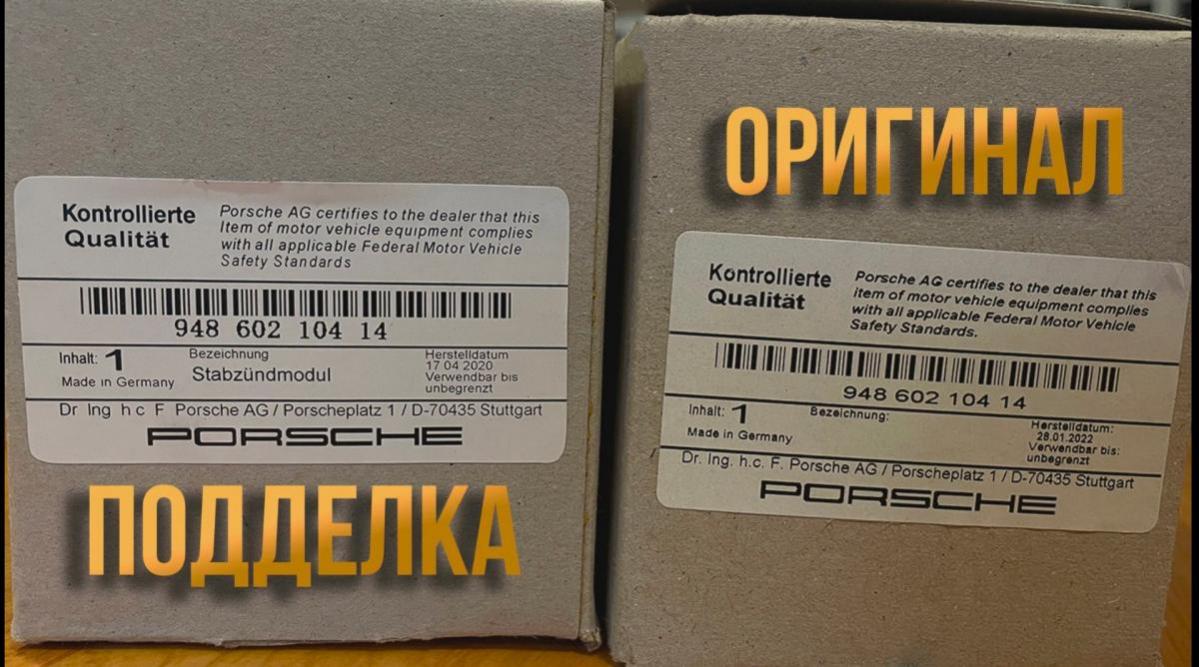 Kontrollierte
Qualität
Porsche AG certifies to the dealer that this
Item of motor vehicle equipment complies
with all applicable Federal Motor Vehicle
Safety Standards
948 602 104 14
Inhalt: 1
Made in Germany
Bezeichnung
Stabzündmodul
Herstelldatum
17 04 2020
Verwendbar bis
unbegrenzt
Dr Ing h c F Porsche AG / Porscheplatz 1 / D-70435 Stuttgart
PORSCHE
ПОДДЕЛКА
ОРИГИНАЛ
Kontrollierte
Qualität
Porsche AG certifies to the dealer that this
item of motor vehicle equipment complies
with all applicable Federal Motor Vehicle
Safety Standards.
948 602 104 14
Inhalt: 1
Made in Germany
Bezeichnung:
Herstelldatum:
28.01.2022
Verwendbar bis:
unbegrenzt
Dr. Ing. h.c. F. Porsche AG / Porscheplatz 1 / D-70435 Stuttgart
PORSCHE